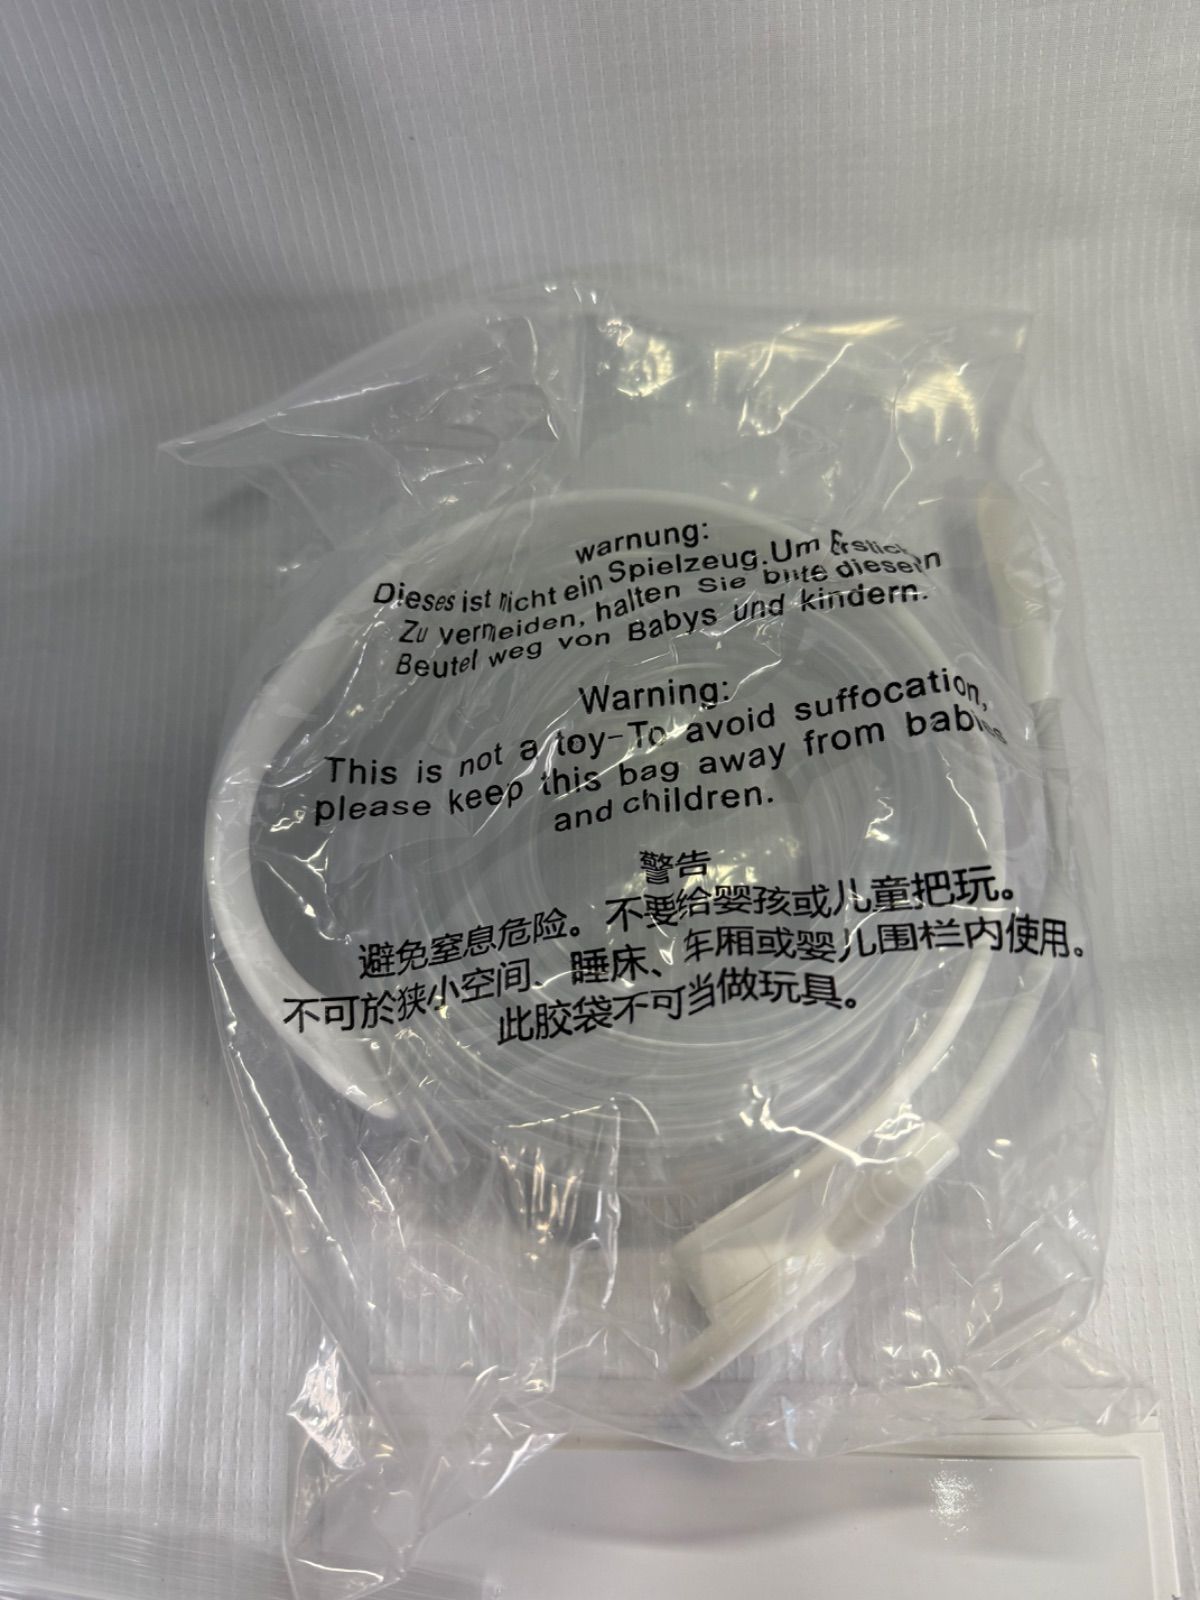 warnung:
Dieses ist nicht ein Spielzeug. Um Erstick
Zu vermeiden, halten Sie bitte diesem
Beutel weg von Babys und kindern.
Warning:
This is not a toy-To avoid suffocation,
please keep this bag away from babies
and children.
警告
避免窒息危险。不要给婴孩或儿童把玩。
不可於狭小空间、睡床、车厢或婴儿围栏内使用。
此胶袋不可当做玩具。